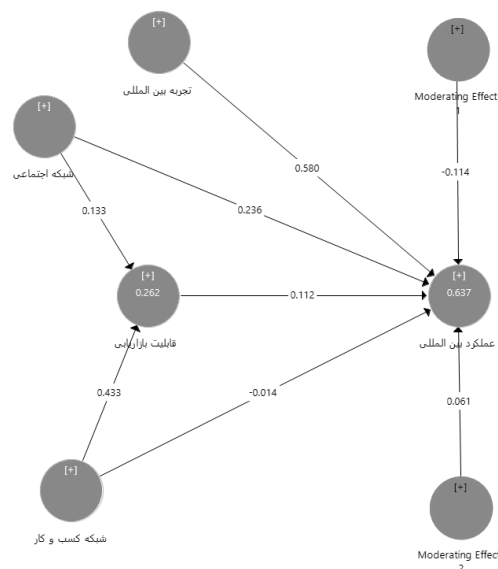 [+]
تجربه بین المللی
[+]
Moderating Effect
1
[+]
شبکه اجتماعی
0.580
-0.114
0.133
0.236
[+]
0.262
قابلیت بازاریابی
0.112
[+]
0.637
عملکرد بین المللی
0.433
-0.014
0.061
[+]
شبکه کسب و کار
[+]
Moderating Effect
2